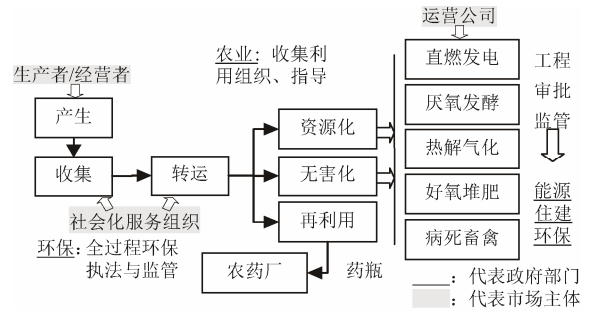 运营公司
农业：收集利
用组织、指导
直燃发电
工程
审批
监管
生产者/经营者
厌氧发酵
产生
资源化
热解气化
收集
转运
无害化
好氧堆肥
能源
住建
环保
社会化服务组织
再利用
病死畜禽
环保：全过程环保
执法与监管
农药厂
药瓶
：代表政府部门
：代表市场主体